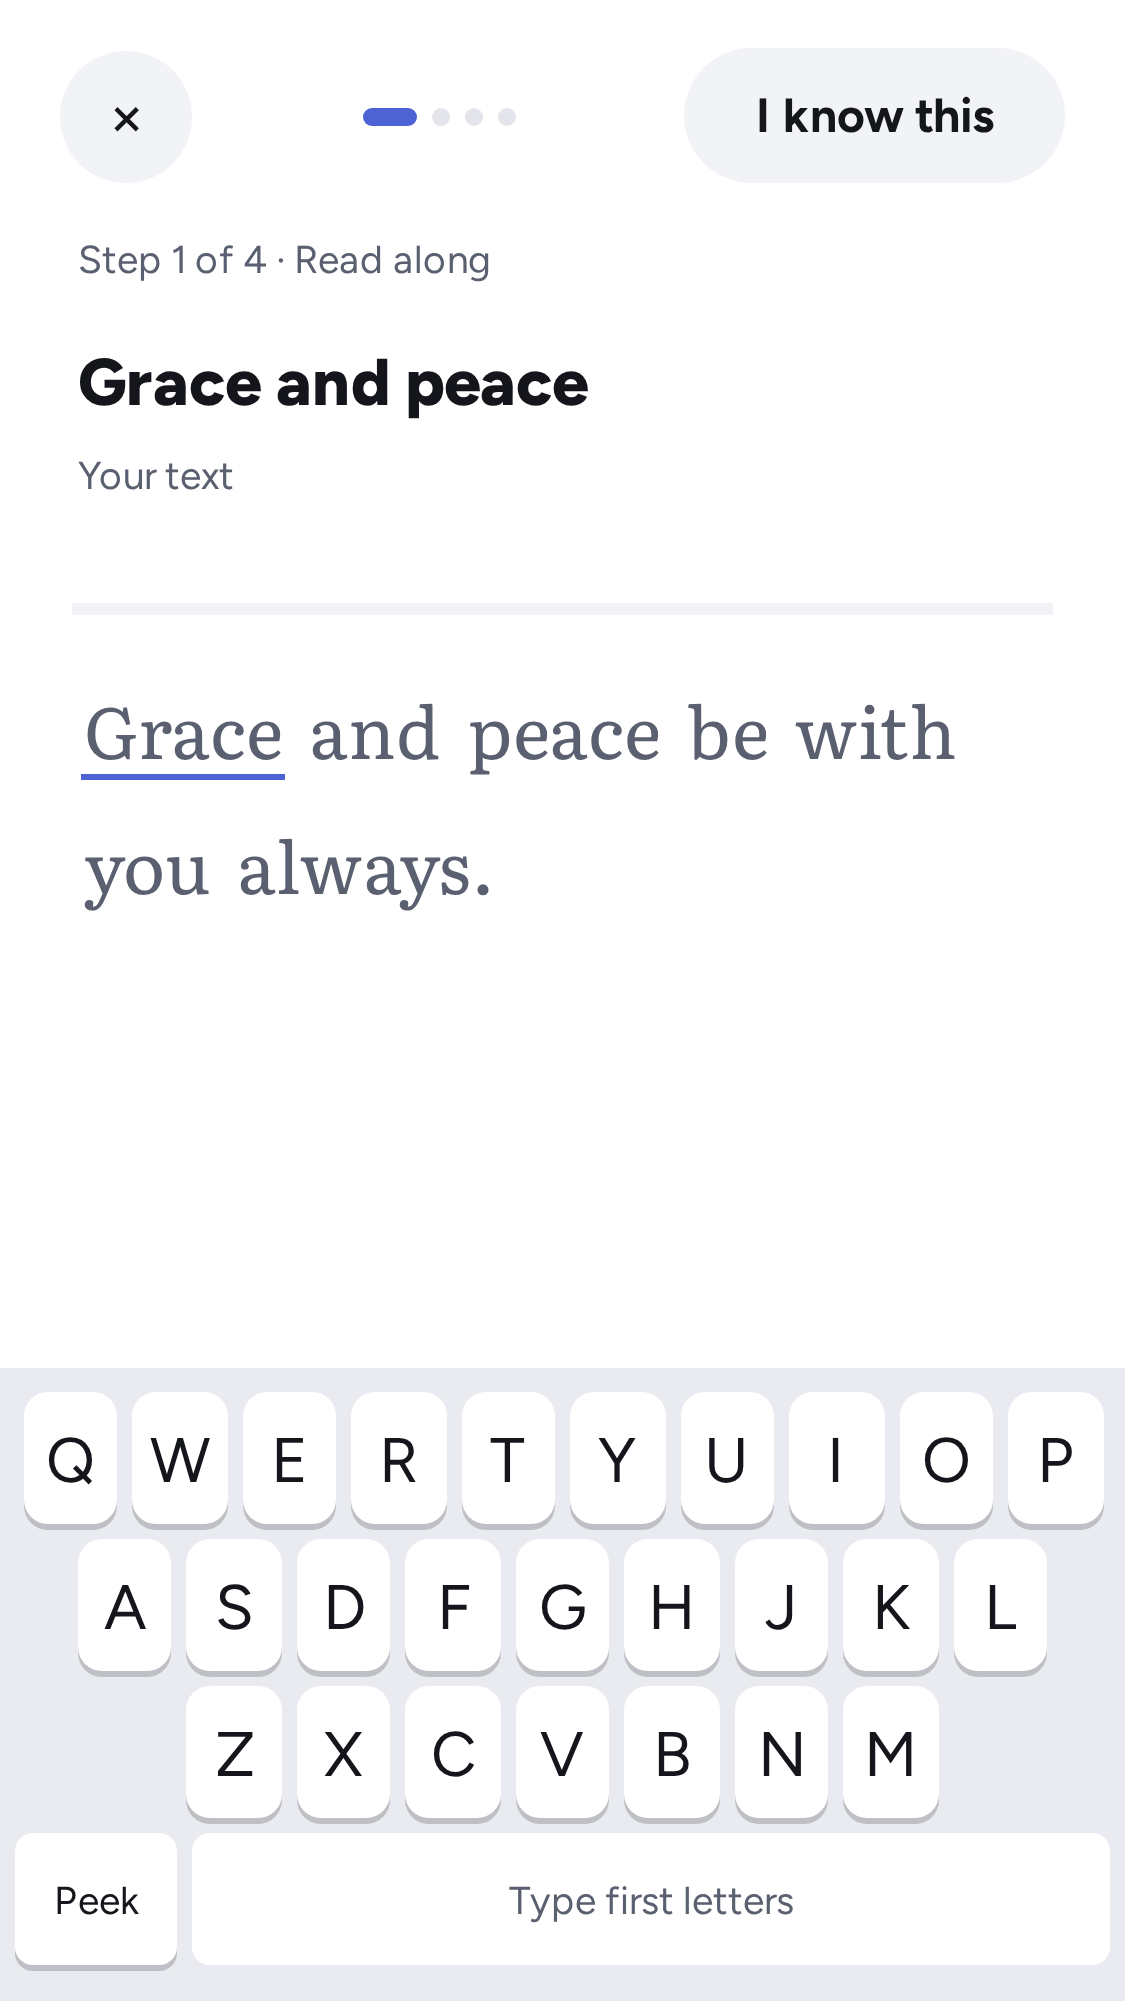 ×
I know this
Step 1 of 4 · Read along
Grace and peace
Your text
Grace and peace be with
you always.
Q W E R T Y U I O P
A S D F G H J K L
Z X C V B N M
Peek
Type first letters